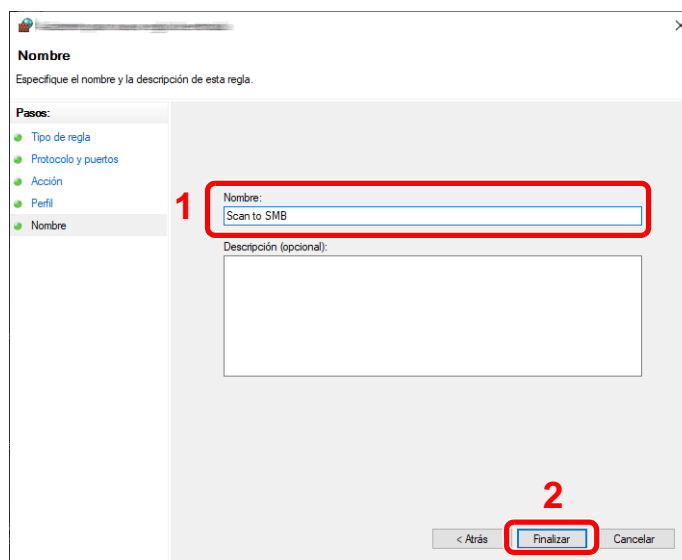 Nombre
Especifique el nombre y la descripción de esta regla.
Pasos:
Tipo de regla
Protocolo y puertos
Acción
Perfil
Nombre
1
Nombre:
Scan to SMB
Descripción (opcional):
2
< Atrás
Finalizar
Cancelar